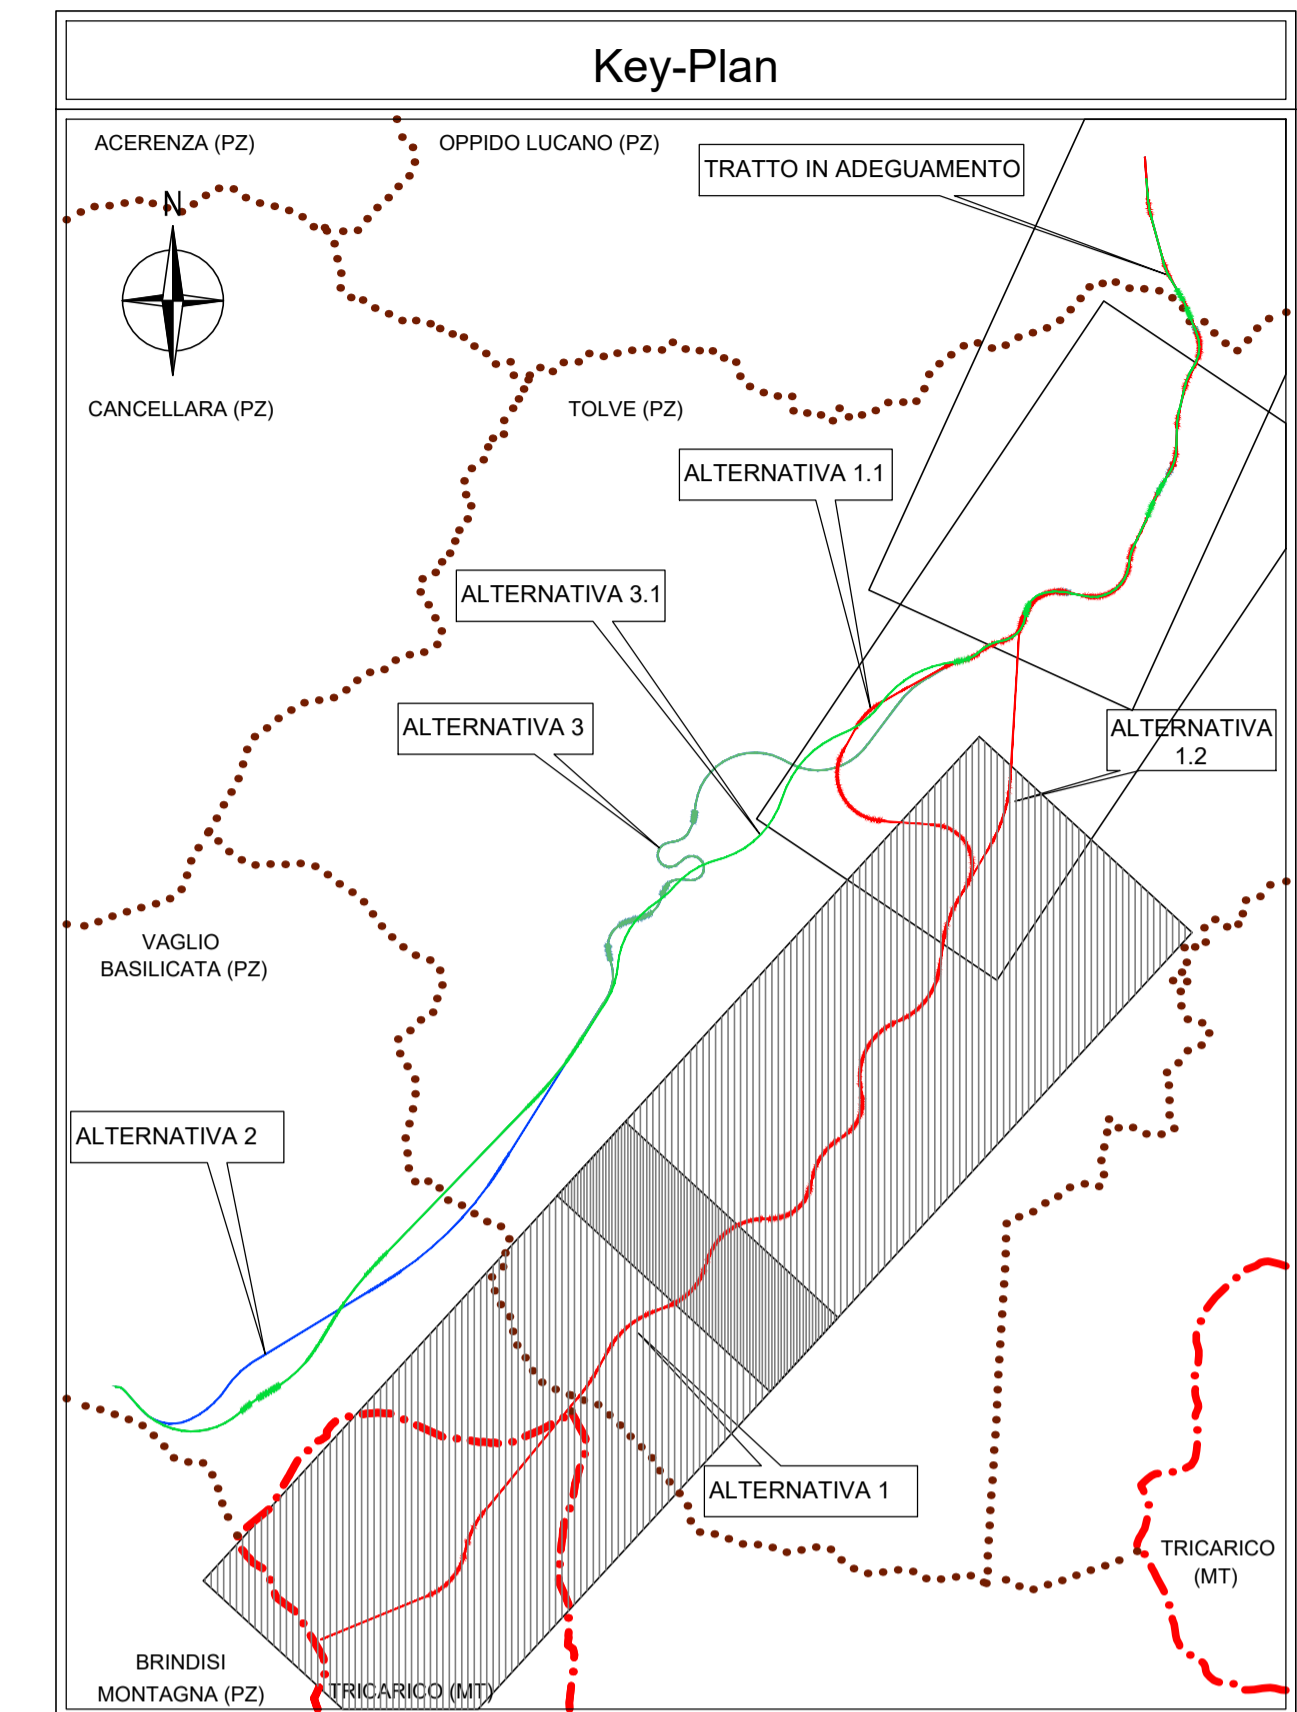 Key-Plan
ACERENZA (PZ)
OPPIDO LUCANO (PZ)
TRATTO IN ADEGUAMENTO
N
CANCELLARA (PZ)
TOLVE (PZ)
ALTERNATIVA 1.1
ALTERNATIVA 3.1
ALTERNATIVA 3
ALTERNATIVA
1.2
VAGLIO
BASILICATA (PZ)
ALTERNATIVA 2
ALTERNATIVA 1
TRICARICO
(MT)
BRINDISI
MONTAGNA (PZ)
TRICARICO (MT)